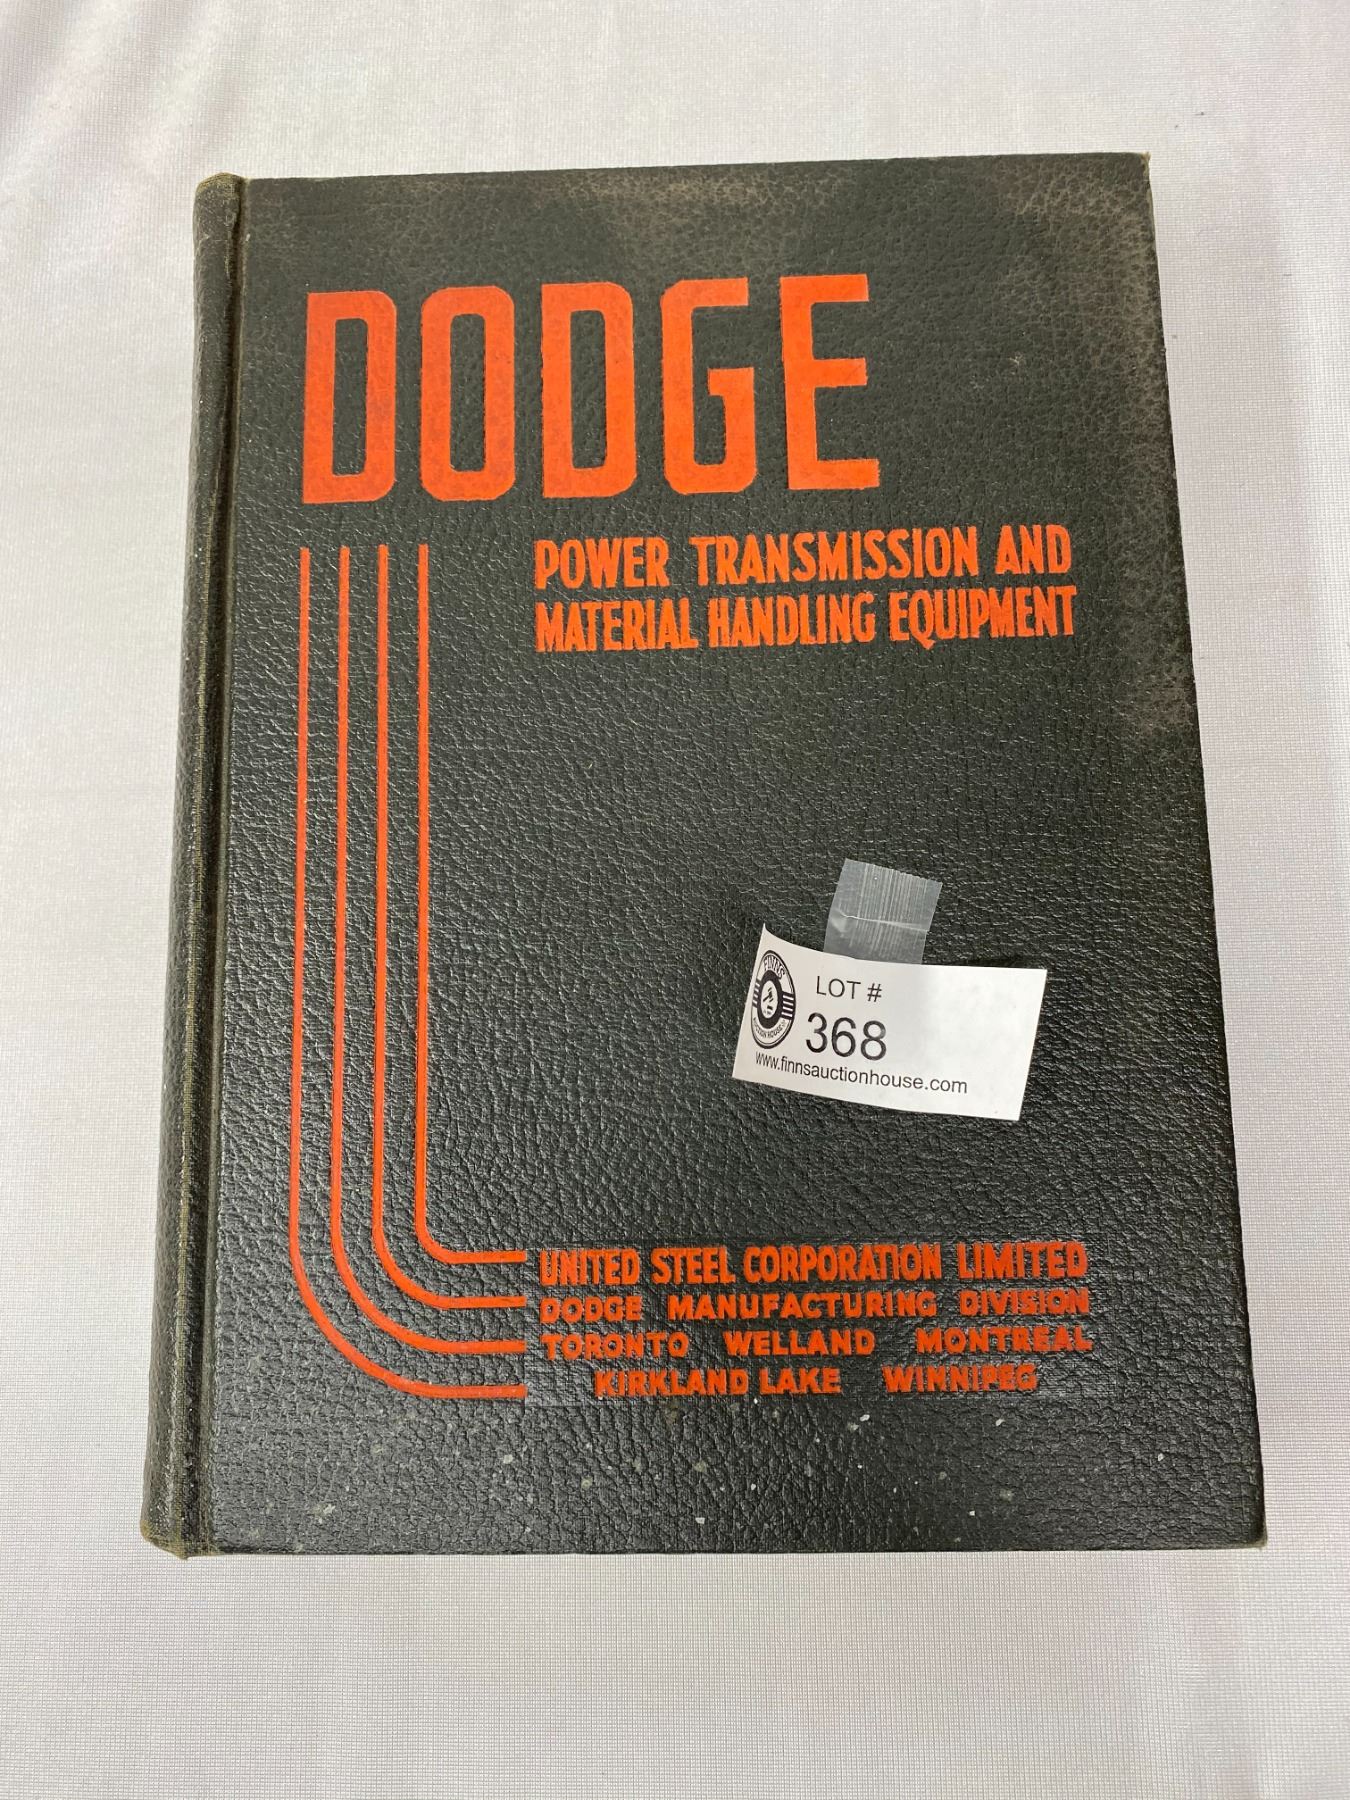 DODGE
POWER TRANSMISSION AND
MATERIAL HANDLING EQUIPMENT
LOT #
368
www.finnsauctionhouse.com
UNITED STEEL CORPORATION LIMITED
DODGE MANUFACTURING DIVISION
TORONTO WELLAND MONTREAL
KIRKLAND LAKE WINNIPEG